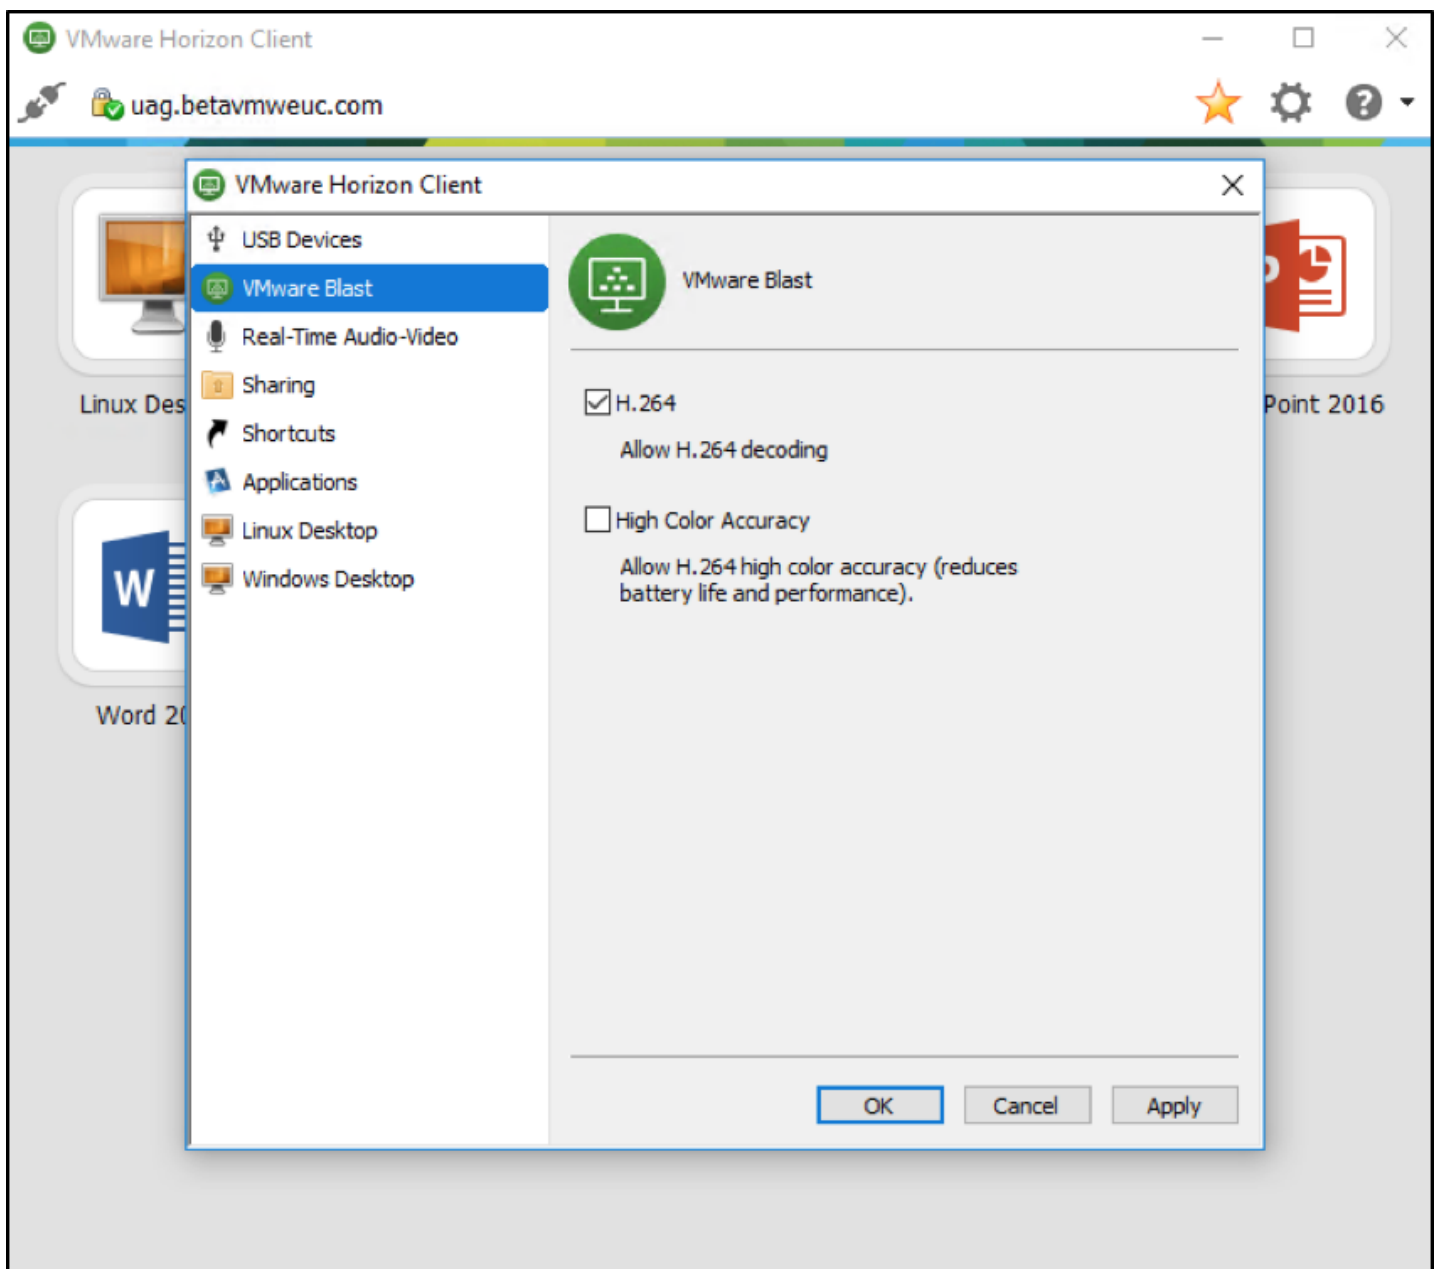 VMware Horizon Client
uag.betavmweuc.com
VMware Horizon Client
USB Devices
VMware Blast
Real-Time Audio-Video
Sharing
Shortcuts
Applications
Linux Desktop
Windows Desktop
VMware Blast
H.264
Allow H.264 decoding
High Color Accuracy
Allow H.264 high color accuracy (reduces
battery life and performance).
OK Cancel Apply
Linux Des
Point 2016
W
Word 20